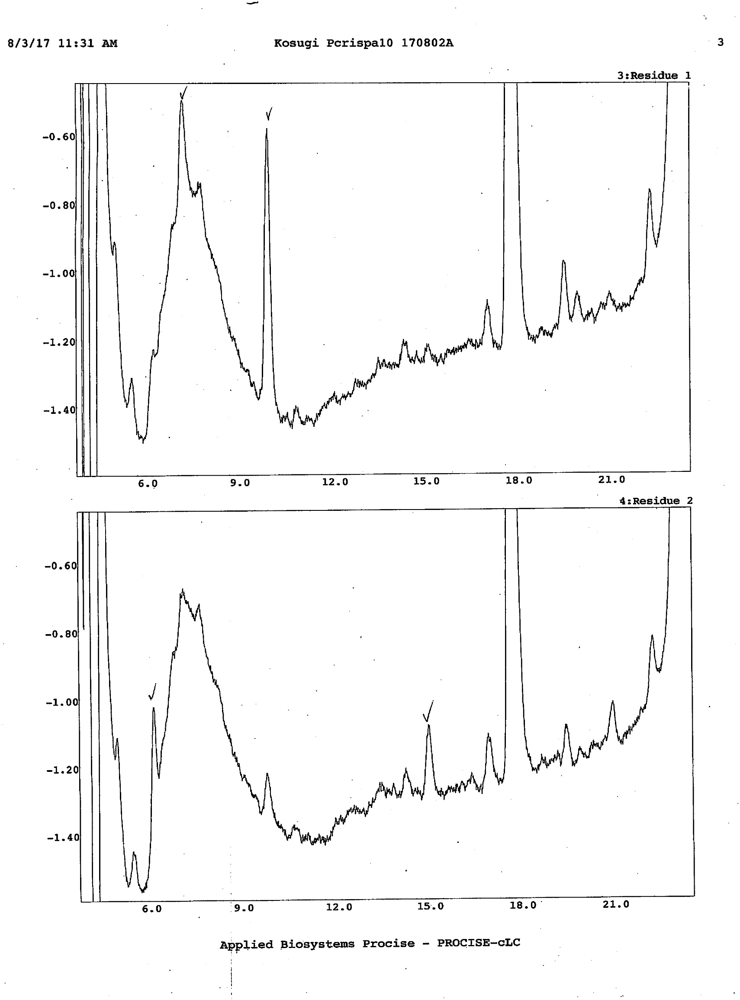 8/3/17 11:31 AM Kosugi Pcrispa10 170802A 3
3:Residue 1
-0.60
-0.80
-1.00
-1.20
-1.40
6.0 9.0 12.0 15.0 18.0 21.0
4:Residue 2
-0.60
-0.80
-1.00
-1.20
-1.40
6.0 9.0 12.0 15.0 18.0 21.0
Applied Biosystems Procise - PROCISE-cLC